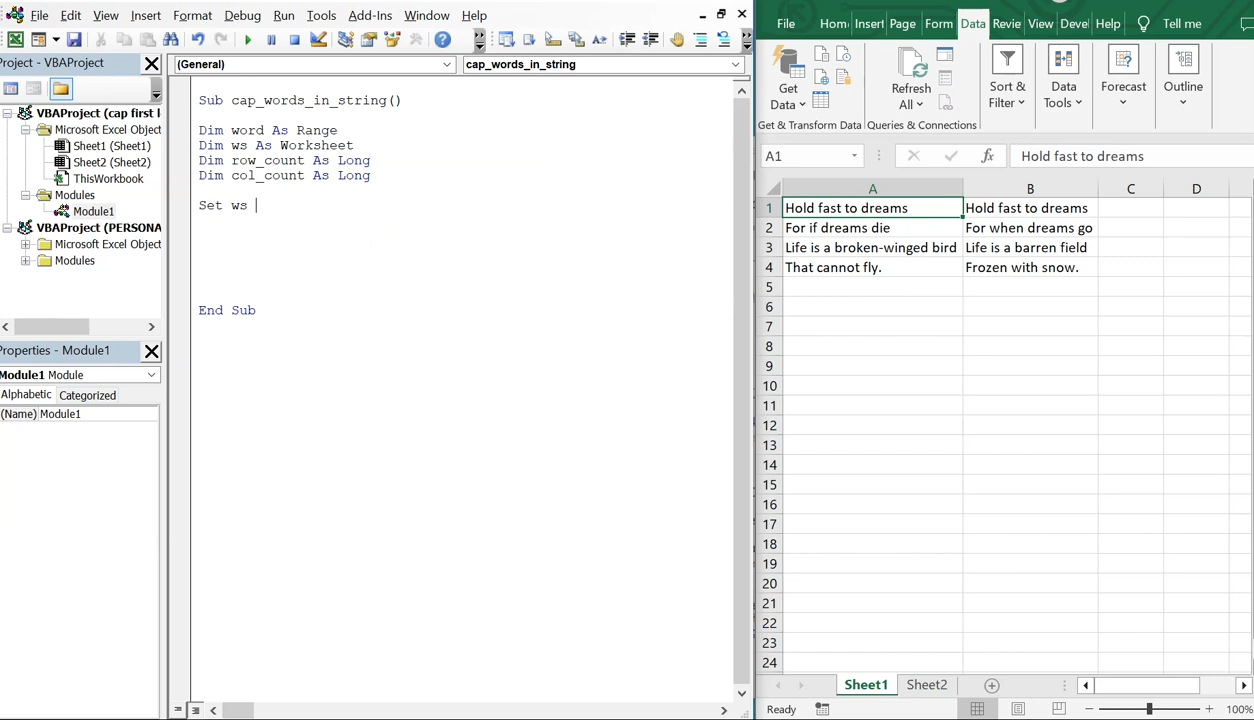 File Edit View Insert Format Debug Run Tools Add-Ins Window Help
Project - VBAProject
VBAProject (cap first l
Microsoft Excel Object
Sheet1 (Sheet1)
Sheet2 (Sheet2)
ThisWorkbook
Modules
Module1
VBAProject (PERSONA
Microsoft Excel Object
Modules
Properties - Module1
Module1 Module
Alphabetic Categorized
(Name) Module1
(General) cap_words_in_string
Sub cap_words_in_string()
Dim word As Range
Dim ws As Worksheet
Dim row_count As Long
Dim col_count As Long
Set ws
End Sub
File Hom Insert Page Form Data Revie View Deve Help Tell me
Get Data
Refresh All
Sort & Filter
Data Tools
Forecast
Outline
Get & Transform Data Queries & Connections
A1 fx Hold fast to dreams
A B C D
1 Hold fast to dreams Hold fast to dreams
2 For if dreams die For when dreams go
3 Life is a broken-winged bird Life is a barren field
4 That cannot fly. Frozen with snow.
5
6
7
8
9
10
11
12
13
14
15
16
17
18
19
20
21
22
23
24
Sheet1 Sheet2
Ready 100%